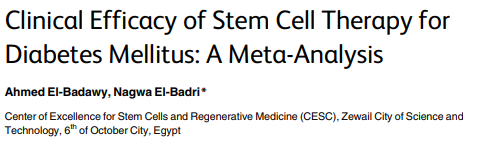 Clinical Efficacy of Stem Cell Therapy for
Diabetes Mellitus: A Meta-Analysis
Ahmed El-Badawy, Nagwa El-Badri*
Center of Excellence for Stem Cells and Regenerative Medicine (CESC), Zewail City of Science and
Technology, 6th of October City, Egypt